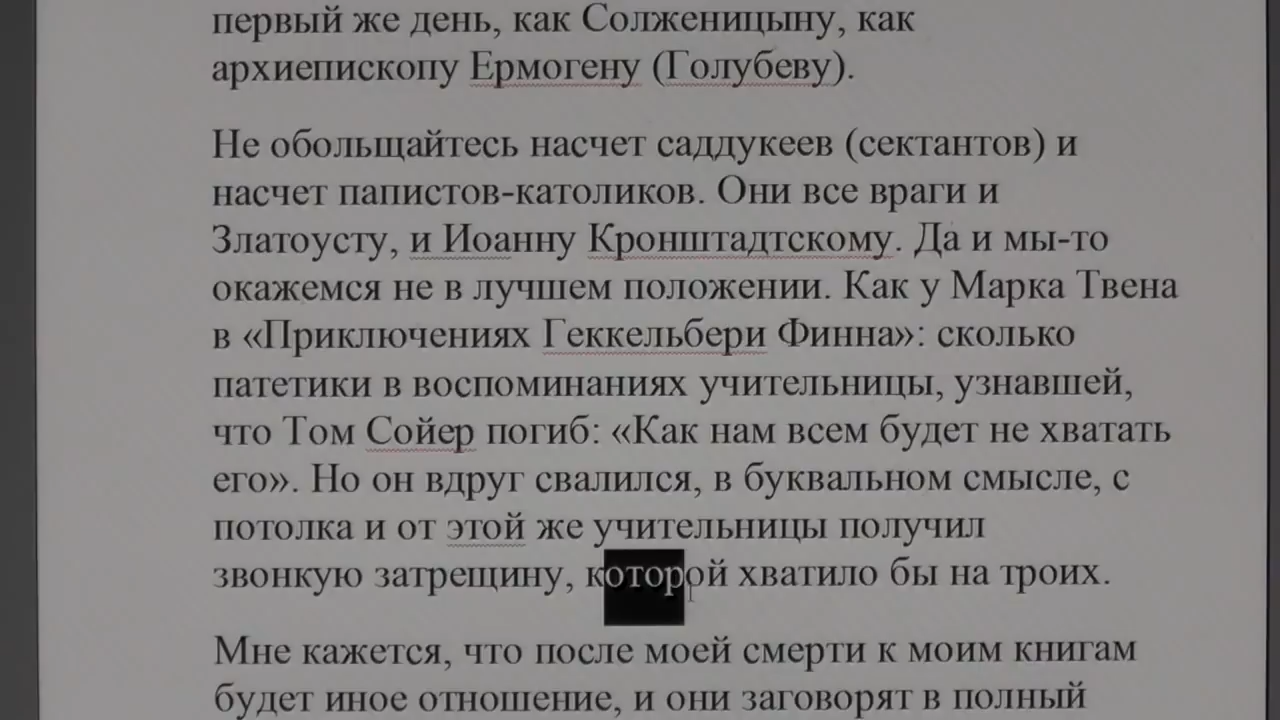 первый же день, как Солженицыну, как
архиепископу Ермогену (Голубеву).
Не обольщайтесь насчет саддукеев (сектантов) и
насчет папистов-католиков. Они все враги и
Златоусту, и Иоанну Кронштадтскому. Да и мы-то
окажемся не в лучшем положении. Как у Марка Твена
в «Приключениях Геккельбери Финна»: сколько
патетики в воспоминаниях учительницы, узнавшей,
что Том Сойер погиб: «Как нам всем будет не хватать
его». Но он вдруг свалился, в буквальном смысле, с
потолка и от этой же учительницы получил
звонкую затрещину, которой хватило бы на троих.
Мне кажется, что после моей смерти к моим книгам
будет иное отношение, и они заговорят в полный